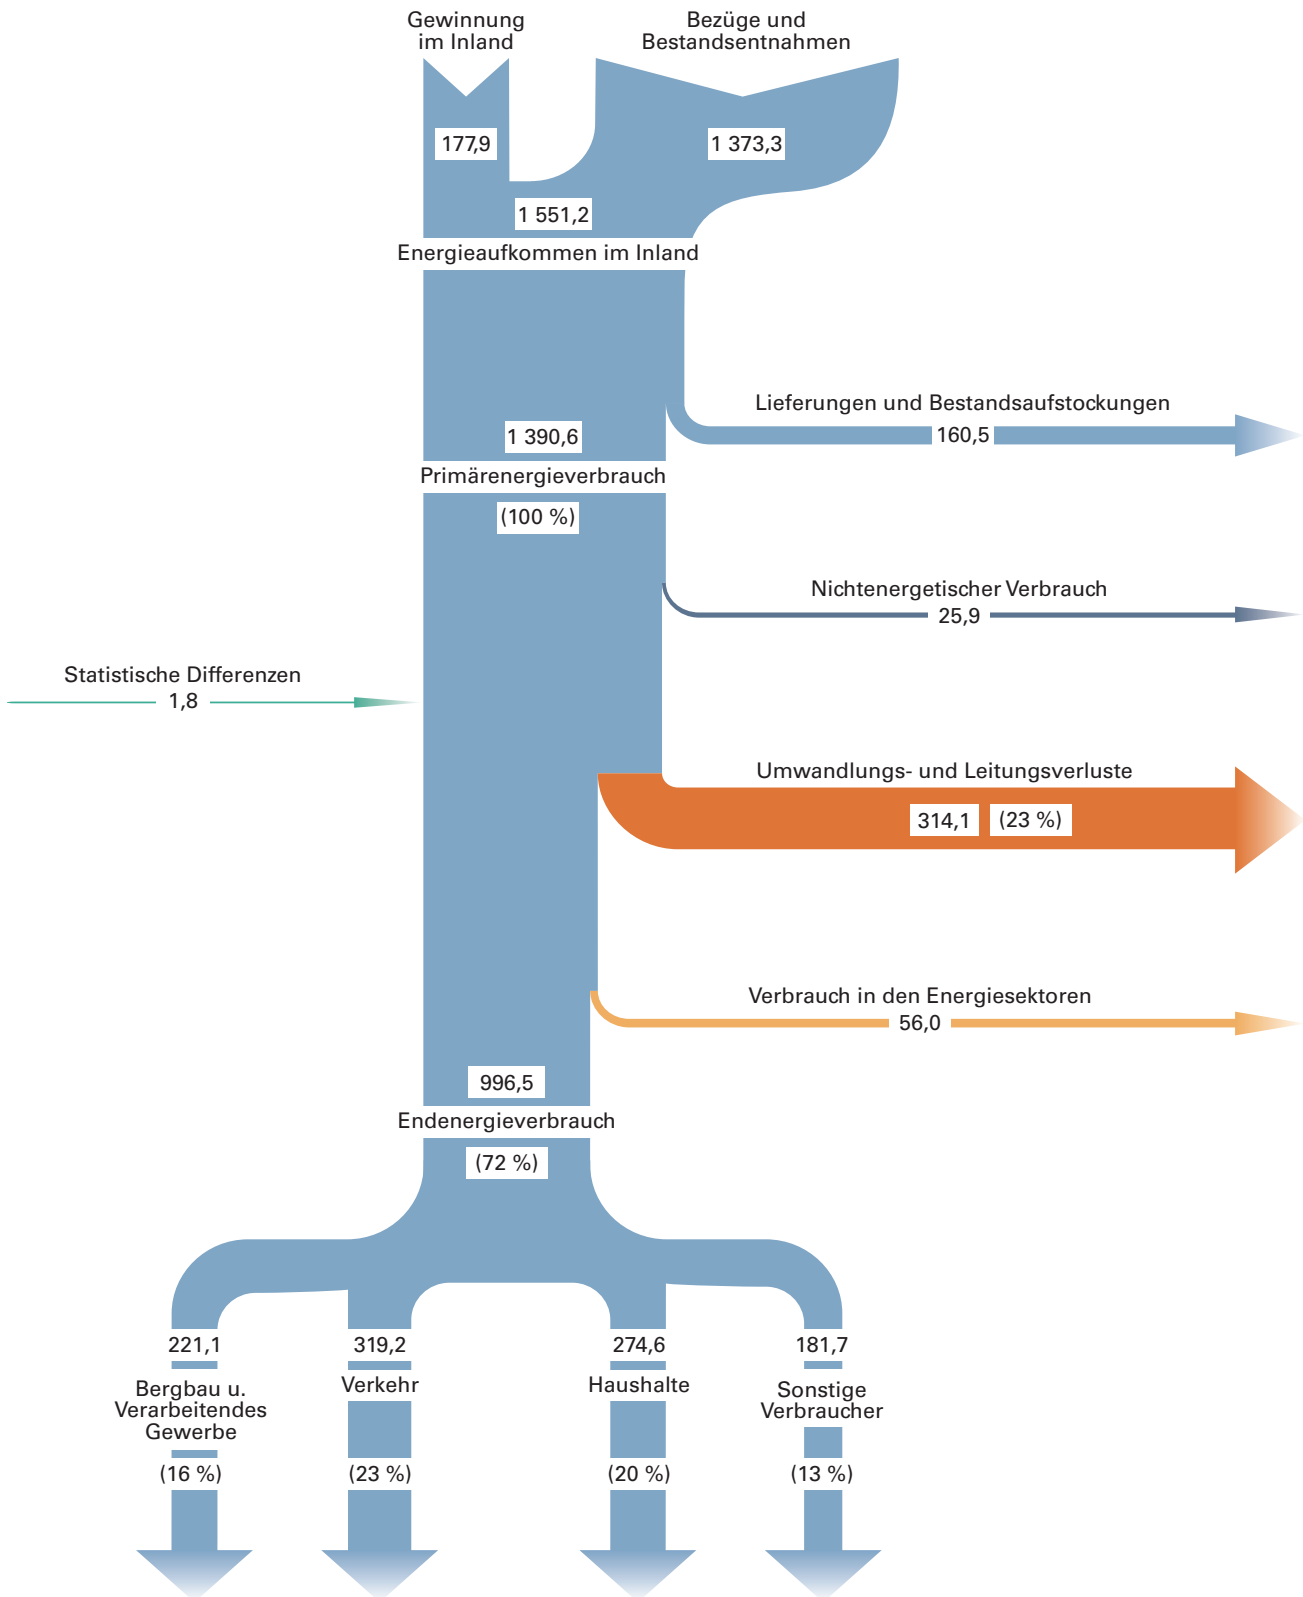 Gewinnung
im Inland
Bezüge und
Bestandsentnahmen
177,9
1 373,3
1 551,2
Energieaufkommen im Inland
Lieferungen und Bestandsaufstockungen
160,5
1 390,6
Primärenergieverbrauch
(100 %)
Nichtenergetischer Verbrauch
25,9
Statistische Differenzen
1,8
Umwandlungs- und Leitungsverluste
314,1 (23 %)
Verbrauch in den Energiesektoren
56,0
996,5
Endenergieverbrauch
(72 %)
221,1
Bergbau u.
Verarbeitendes
Gewerbe
(16 %)
319,2
Verkehr
(23 %)
274,6
Haushalte
(20 %)
181,7
Sonstige
Verbraucher
(13 %)